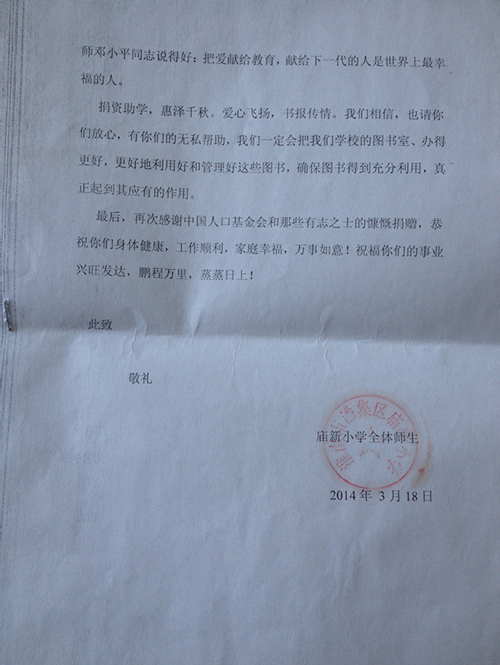 师邓小平同志说得好：把爱献给教育，献给下一代的人是世界上最幸
福的人。
捐资助学，惠泽千秋。爱心飞扬，书报传情。我们相信，也请你
们放心，有你们的无私帮助，我们一定会把我们学校的图书室、办得
更好，更好地利用好和管理好这些图书，确保图书得到充分利用，真
正起到其应有的作用。
最后，再次感谢中国人口基金会和那些有志之士的慷慨捐赠，恭
祝你们身体健康，工作顺利，家庭幸福，万事如意！祝福你们的事业
兴旺发达，鹏程万里，蒸蒸日上！
此致
敬礼
庙新小学全体师生
2014 年 3 月 18 日